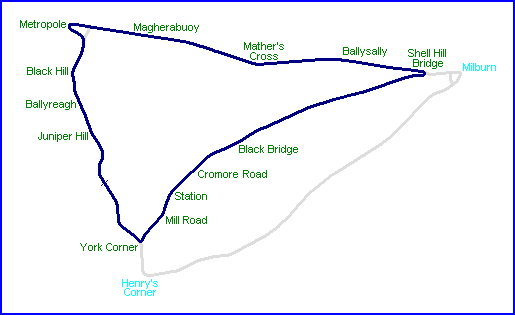 Metropole
Magherabuoy
Mather's
Cross
Ballysally
Shell Hill
Bridge
Milburn
Black Hill
Ballyreagh
Juniper Hill
Black Bridge
Cromore Road
Station
Mill Road
York Corner
Henry's
Corner